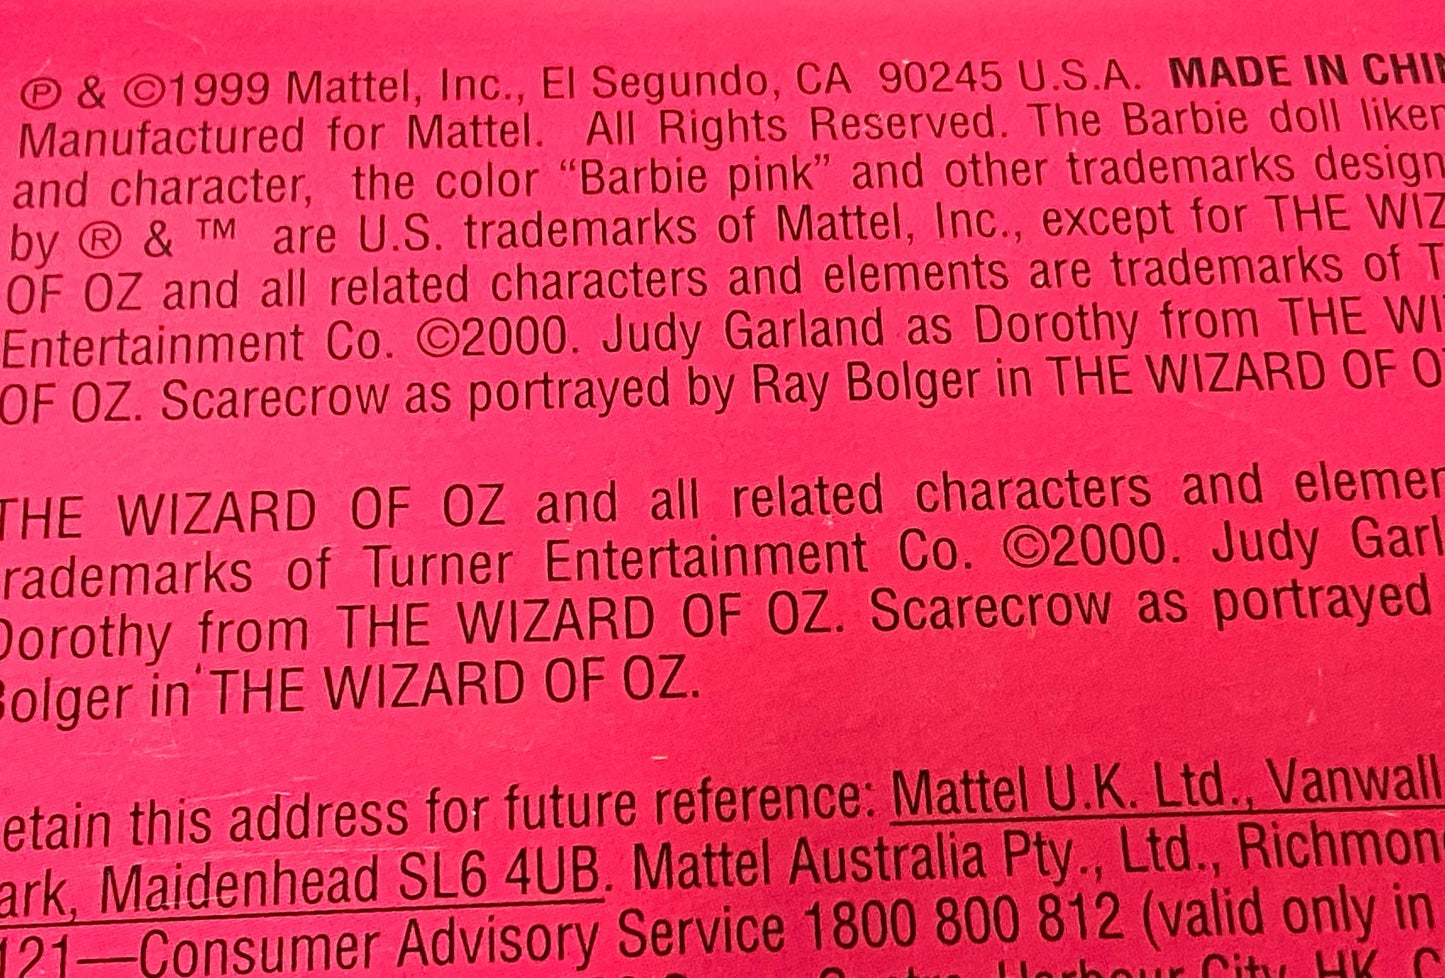 ℗ & ©1999 Mattel, Inc., El Segundo, CA 90245 U.S.A. MADE IN CHIN
Manufactured for Mattel. All Rights Reserved. The Barbie doll liken
and character, the color “Barbie pink” and other trademarks design
by ® & ™ are U.S. trademarks of Mattel, Inc., except for THE WIZ
OF OZ and all related characters and elements are trademarks of T
Entertainment Co. ©2000. Judy Garland as Dorothy from THE WI
OF OZ. Scarecrow as portrayed by Ray Bolger in THE WIZARD OF O
THE WIZARD OF OZ and all related characters and elemen
rademarks of Turner Entertainment Co. ©2000. Judy Garl
Dorothy from THE WIZARD OF OZ. Scarecrow as portrayed
Bolger in THE WIZARD OF OZ.
etain this address for future reference: Mattel U.K. Ltd., Vanwall
ark, Maidenhead SL6 4UB. Mattel Australia Pty., Ltd., Richmon
121—Consumer Advisory Service 1800 800 812 (valid only in
Centre, Harbour City, HK, C